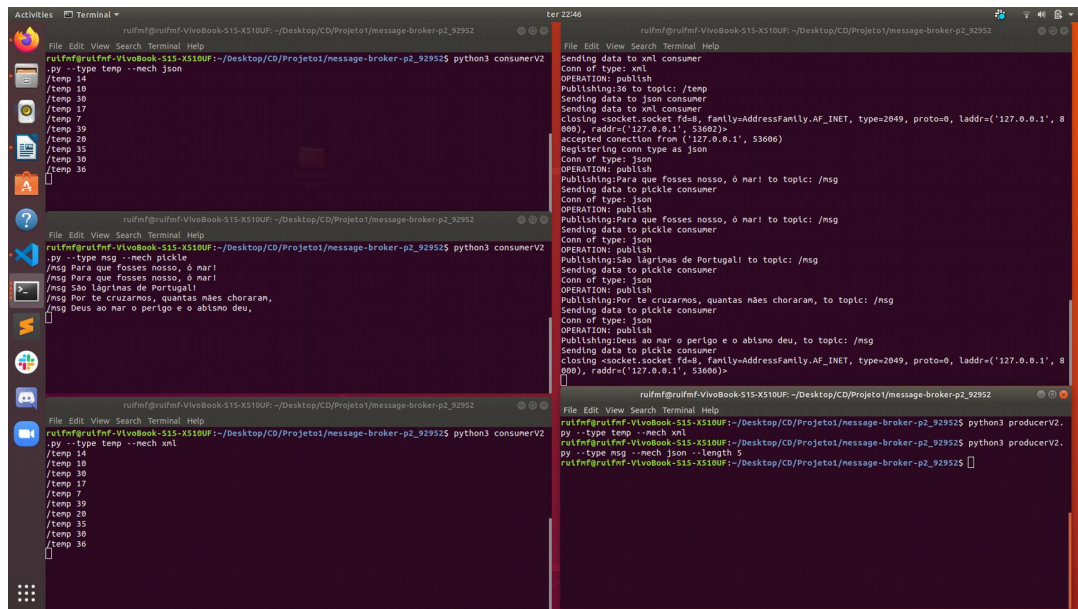 Activities
Terminal
ter 22:46
ruifmf@ruifmf-VivoBook-S15-X510UF: ~/Desktop/CD/Projeto1/message-broker-p2_92952
File Edit View Search Terminal Help
ruifmf@ruifmf-VivoBook-S15-X510UF:~/Desktop/CD/Projeto1/message-broker-p2_92952$ python3 consumerV2
.py --type temp --mech json
/temp 14
/temp 10
/temp 30
/temp 17
/temp 7
/temp 39
/temp 20
/temp 35
/temp 30
/temp 36
ruifmf@ruifmf-VivoBook-S15-X510UF: ~/Desktop/CD/Projeto1/message-broker-p2_92952
File Edit View Search Terminal Help
ruifmf@ruifmf-VivoBook-S15-X510UF:~/Desktop/CD/Projeto1/message-broker-p2_92952$ python3 consumerV2
.py --type msg --mech pickle
/msg Para que fosses nosso, ó mar!
/msg Para que fosses nosso, ó mar!
/msg São lágrimas de Portugal!
/msg Por te cruzarmos, quantas mães choraram,
/msg Deus ao mar o perigo e o abismo deu,
ruifmf@ruifmf-VivoBook-S15-X510UF: ~/Desktop/CD/Projeto1/message-broker-p2_92952
File Edit View Search Terminal Help
ruifmf@ruifmf-VivoBook-S15-X510UF:~/Desktop/CD/Projeto1/message-broker-p2_92952$ python3 consumerV2
.py --type temp --mech xml
/temp 14
/temp 10
/temp 30
/temp 17
/temp 7
/temp 39
/temp 20
/temp 35
/temp 30
/temp 36
ruifmf@ruifmf-VivoBook-S15-X510UF: ~/Desktop/CD/Projeto1/message-broker-p2_92952
File Edit View Search Terminal Help
Sending data to xml consumer
Conn of type: xml
OPERATION: publish
Publishing:36 to topic: /temp
Sending data to json consumer
Sending data to xml consumer
closing <socket.socket fd=8, family=AddressFamily.AF_INET, type=2049, proto=0, laddr=('127.0.0.1', 8
000), raddr=('127.0.0.1', 53602)>
accepted conection from ('127.0.0.1', 53606)
Registering conn type as json
Conn of type: json
OPERATION: publish
Publishing:Para que fosses nosso, ó mar! to topic: /msg
Sending data to pickle consumer
Conn of type: json
OPERATION: publish
Publishing:Para que fosses nosso, ó mar! to topic: /msg
Sending data to pickle consumer
Conn of type: json
OPERATION: publish
Publishing:São lágrimas de Portugal! to topic: /msg
Sending data to pickle consumer
Conn of type: json
OPERATION: publish
Publishing:Por te cruzarmos, quantas mães choraram, to topic: /msg
Sending data to pickle consumer
Conn of type: json
OPERATION: publish
Publishing:Deus ao mar o perigo e o abismo deu, to topic: /msg
Sending data to pickle consumer
closing <socket.socket fd=8, family=AddressFamily.AF_INET, type=2049, proto=0, laddr=('127.0.0.1', 8
000), raddr=('127.0.0.1', 53606)>
ruifmf@ruifmf-VivoBook-S15-X510UF: ~/Desktop/CD/Projeto1/message-broker-p2_92952
File Edit View Search Terminal Help
ruifmf@ruifmf-VivoBook-S15-X510UF:~/Desktop/CD/Projeto1/message-broker-p2_92952$ python3 producerV2.
py --type temp --mech xml
ruifmf@ruifmf-VivoBook-S15-X510UF:~/Desktop/CD/Projeto1/message-broker-p2_92952$ python3 producerV2.
py --type msg --mech json --length 5
ruifmf@ruifmf-VivoBook-S15-X510UF:~/Desktop/CD/Projeto1/message-broker-p2_92952$